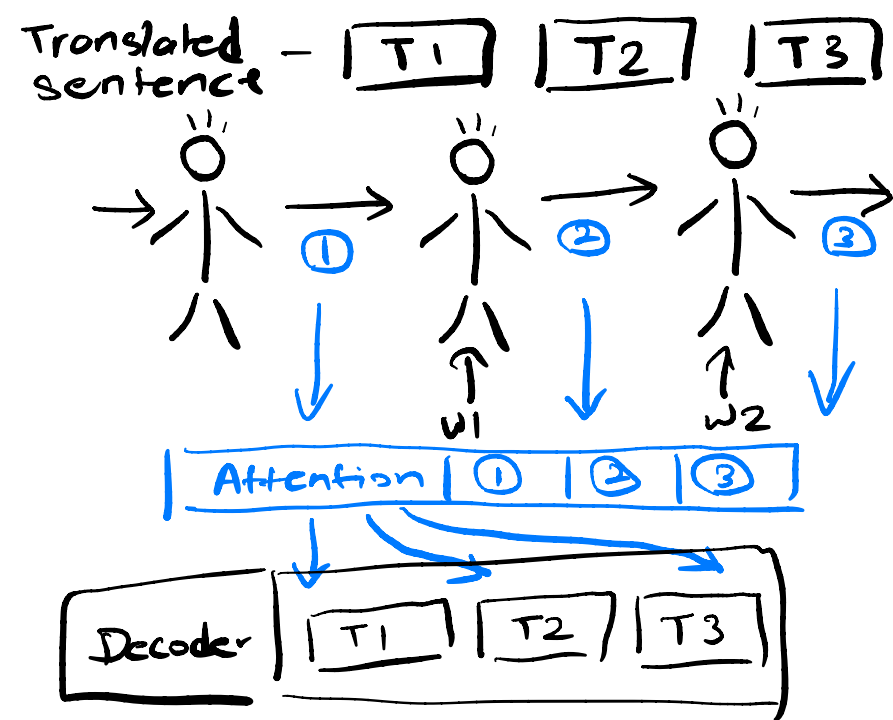 Translated – T1 T2 T3
sentence
1 2 3
W1 W2
Attention 1 2 3
Decoder T1 T2 T3